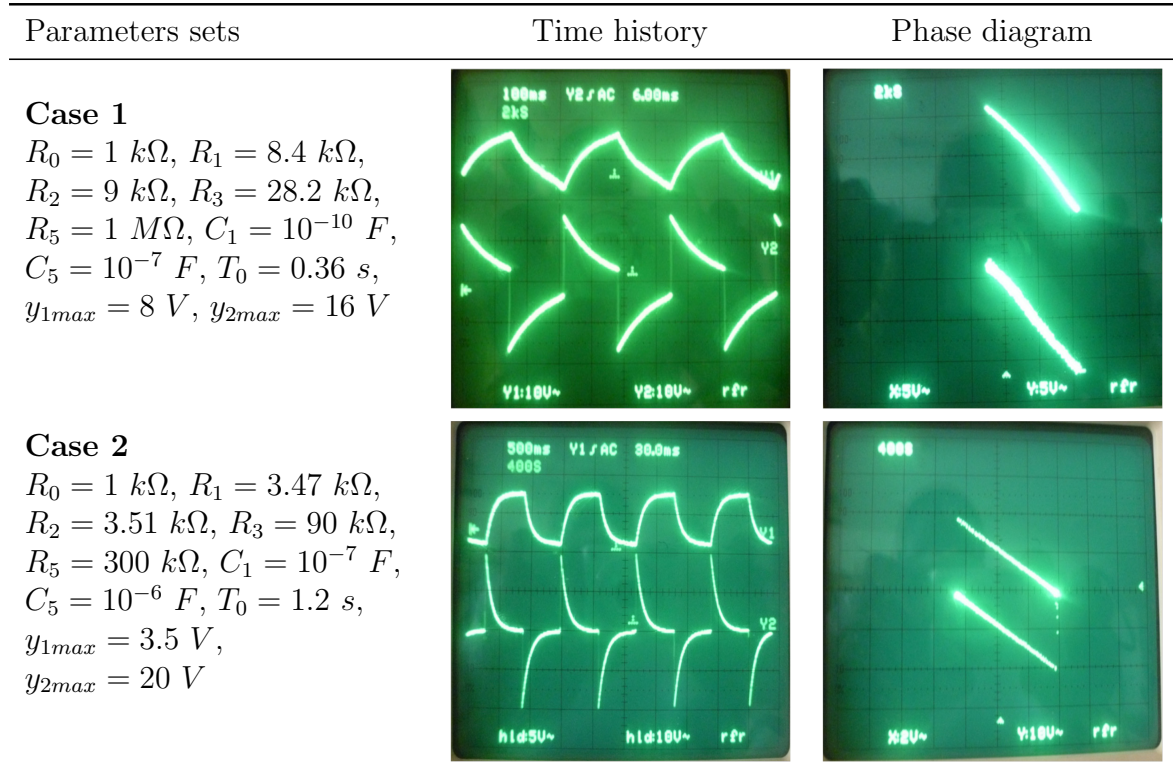 Parameters sets Time history Phase diagram
Case 1
R₀ = 1 kΩ, R₁ = 8.4 kΩ,
R₂ = 9 kΩ, R₃ = 28.2 kΩ,
R₅ = 1 MΩ, C₁ = 10⁻¹⁰ F,
C₅ = 10⁻⁷ F, T₀ = 0.36 s,
y₁ₘₐₓ = 8 V, y₂ₘₐₓ = 16 V
100ms Y2 AC 6.00ms
2kS
Y1
Y2
Y1:10V~ Y2:10V~ rfr
2kS
X:5V~ Y:5V~ rfr
Case 2
R₀ = 1 kΩ, R₁ = 3.47 kΩ,
R₂ = 3.51 kΩ, R₃ = 90 kΩ,
R₅ = 300 kΩ, C₁ = 10⁻⁷ F,
C₅ = 10⁻⁶ F, T₀ = 1.2 s,
y₁ₘₐₓ = 3.5 V,
y₂ₘₐₓ = 20 V
500ms Y1 AC 30.0ms
400S
Y1
Y2
hld:5V~ hld:10V~ rfr
400S
X:2V~ Y:10V~ rfr